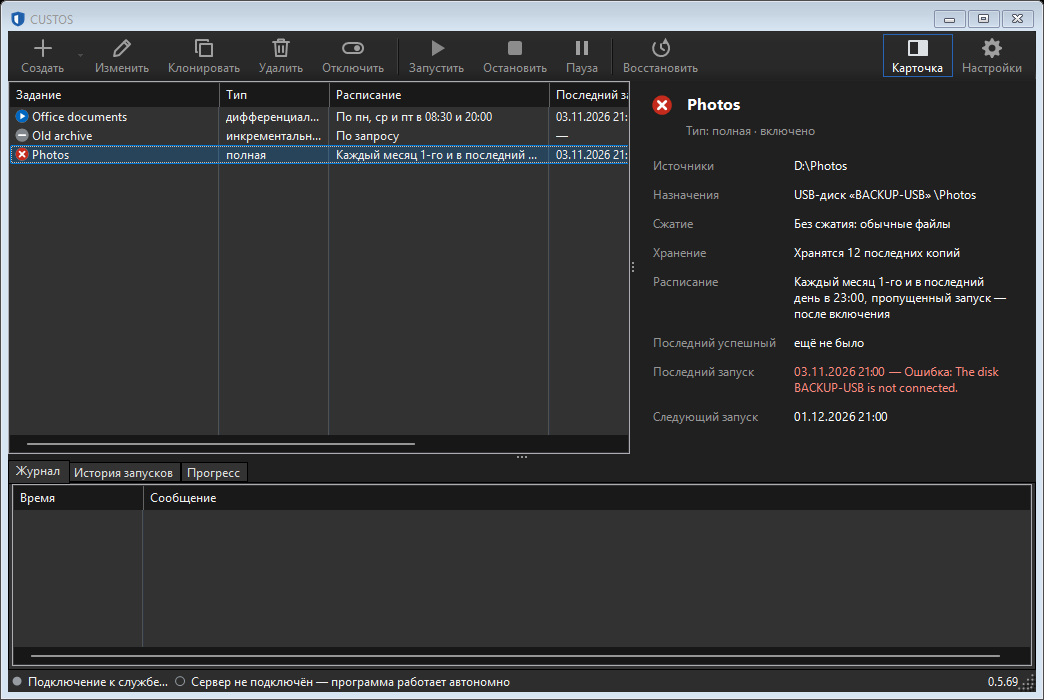 CUSTOS
Создать
Изменить
Клонировать
Удалить
Отключить
Запустить
Остановить
Пауза
Восстановить
Карточка
Настройки
Задание Тип Расписание Последний за
Office documents дифференциал... По пн, ср и пт в 08:30 и 20:00 03.11.2026 21:
Old archive инкрементальн... По запросу —
Photos полная Каждый месяц 1-го и в последний ... 03.11.2026 21:
Photos
Тип: полная · включено
Источники D:\Photos
Назначения USB-диск «BACKUP-USB» \Photos
Сжатие Без сжатия: обычные файлы
Хранение Хранятся 12 последних копий
Расписание Каждый месяц 1-го и в последний
день в 23:00, пропущенный запуск —
после включения
Последний успешный ещё не было
Последний запуск 03.11.2026 21:00 — Ошибка: The disk
BACKUP-USB is not connected.
Следующий запуск 01.12.2026 21:00
Журнал История запусков Прогресс
Время Сообщение
Подключение к службе... Сервер не подключён — программа работает автономно 0.5.69